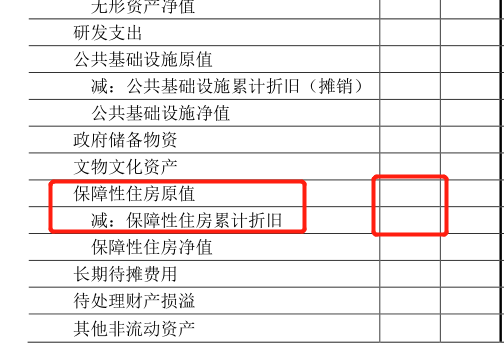 无形资产净值
研发支出
公共基础设施原值
减：公共基础设施累计折旧（摊销）
公共基础设施净值
政府储备物资
文物文化资产
保障性住房原值
减：保障性住房累计折旧
保障性住房净值
长期待摊费用
待处理财产损溢
其他非流动资产